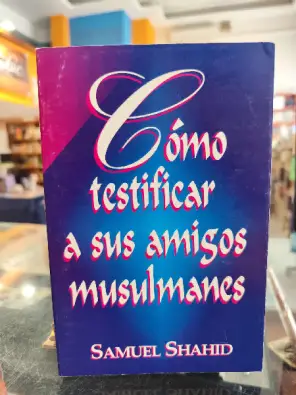 Cómo
testificar
a sus amigos
musulmanes
SAMUEL SHAHID